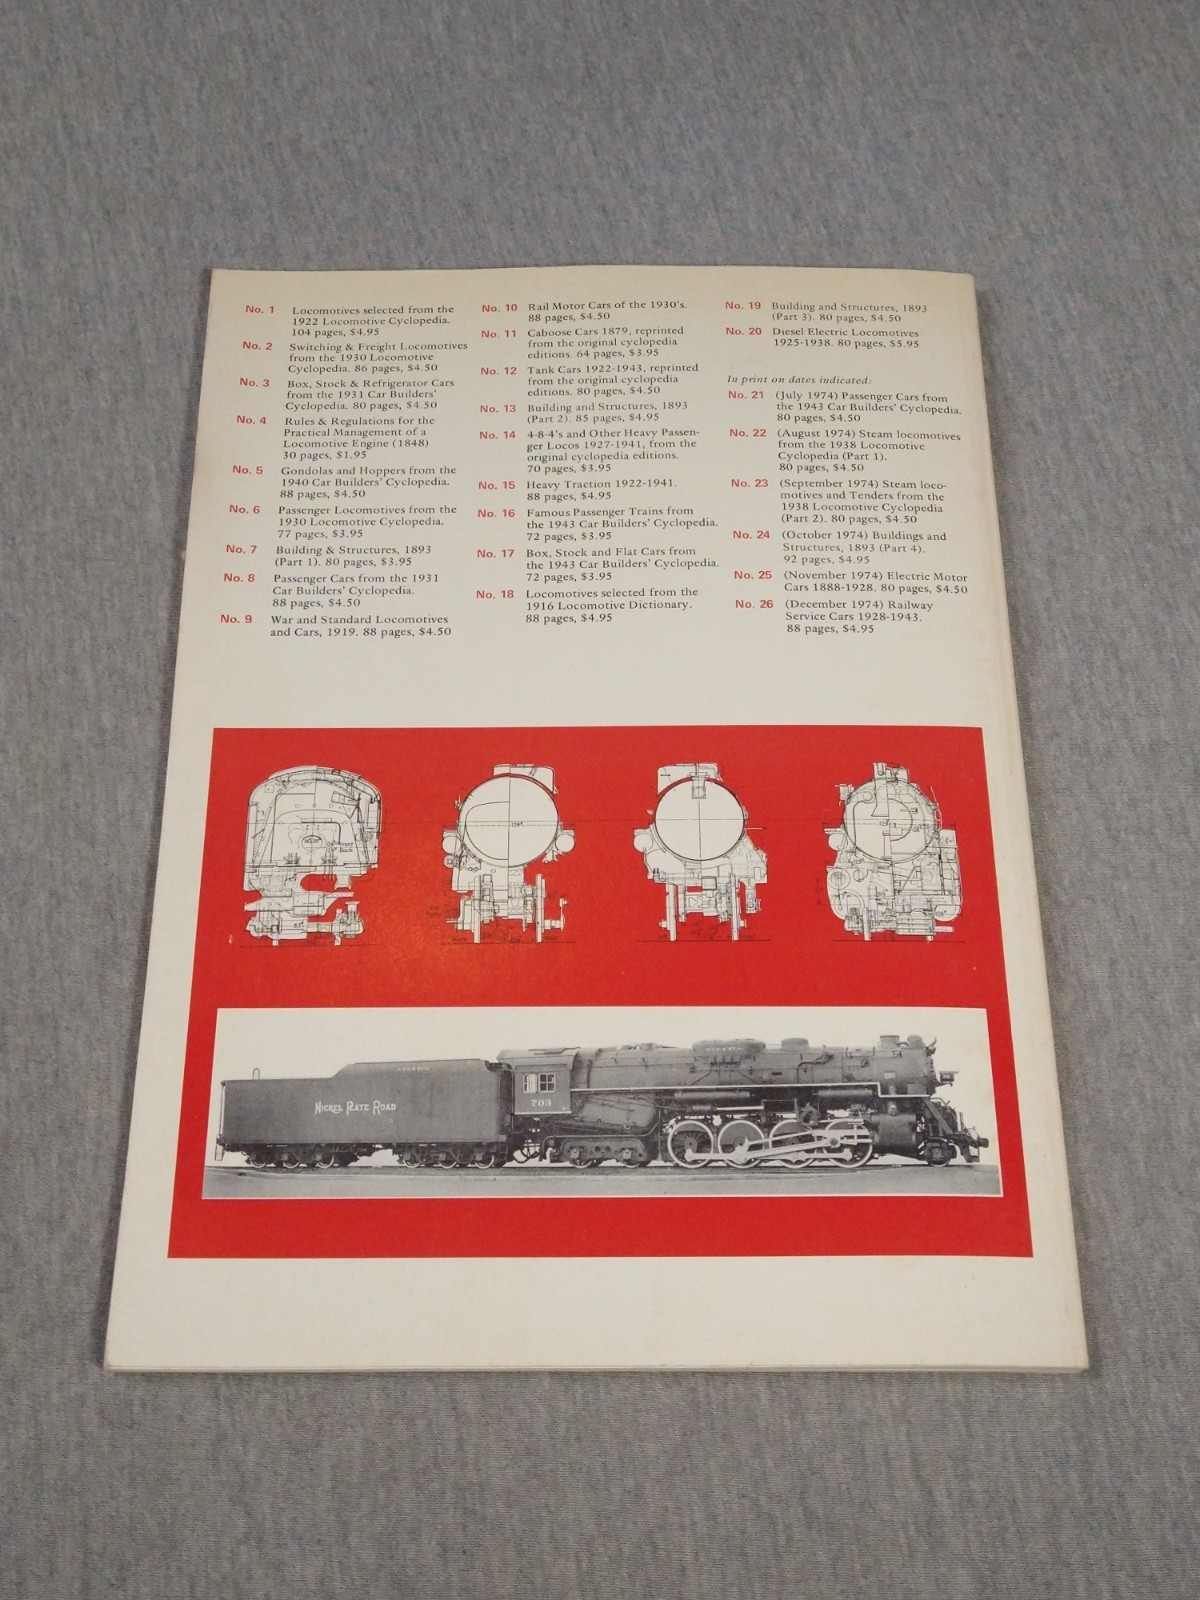 No. 1 Locomotives selected from the
1922 Locomotive Cyclopedia.
104 pages, $4.95
No. 2 Switching & Freight Locomotives
from the 1930 Locomotive
Cyclopedia. 86 pages, $4.50
No. 3 Box, Stock & Refrigerator Cars
from the 1931 Car Builders'
Cyclopedia. 80 pages, $4.50
No. 4 Rules & Regulations for the
Practical Management of a
Locomotive Engine (1848)
30 pages, $1.95
No. 5 Gondolas and Hoppers from the
1940 Car Builders' Cyclopedia.
88 pages, $4.50
No. 6 Passenger Locomotives from the
1930 Locomotive Cyclopedia.
77 pages, $3.95
No. 7 Building & Structures, 1893
(Part 1). 80 pages, $3.95
No. 8 Passenger Cars from the 1931
Car Builders' Cyclopedia.
88 pages, $4.50
No. 9 War and Standard Locomotives
and Cars, 1919. 88 pages, $4.50
No. 10 Rail Motor Cars of the 1930's.
88 pages, $4.50
No. 11 Caboose Cars 1879, reprinted
from the original cyclopedia
editions. 64 pages, $3.95
No. 12 Tank Cars 1922-1943, reprinted
from the original cyclopedia
editions. 80 pages, $4.50
No. 13 Building and Structures, 1893
(Part 2). 85 pages, $4.95
No. 14 4-8-4's and Other Heavy Passen-
ger Locos 1927-1941, from the
original cyclopedia editions.
70 pages, $3.95
No. 15 Heavy Traction 1922-1941.
88 pages, $4.95
No. 16 Famous Passenger Trains from
the 1943 Car Builders' Cyclopedia.
72 pages, $3.95
No. 17 Box, Stock and Flat Cars from
the 1943 Car Builders' Cyclopedia.
72 pages, $3.95
No. 18 Locomotives selected from the
1916 Locomotive Dictionary.
88 pages, $4.95
No. 19 Building and Structures, 1893
(Part 3). 80 pages, $4.50
No. 20 Diesel Electric Locomotives
1925-1938. 80 pages, $5.95
In print on dates indicated:
No. 21 (July 1974) Passenger Cars from
the 1943 Car Builders' Cyclopedia.
80 pages, $4.50
No. 22 (August 1974) Steam locomotives
from the 1938 Locomotive
Cyclopedia (Part 1).
80 pages, $4.50
No. 23 (September 1974) Steam loco-
motives and Tenders from the
1938 Locomotive Cyclopedia
(Part 2). 80 pages, $4.50
No. 24 (October 1974) Buildings and
Structures, 1893 (Part 4).
92 pages, $4.95
No. 25 (November 1974) Electric Motor
Cars 1888-1928. 80 pages, $4.50
No. 26 (December 1974) Railway
Service Cars 1928-1943.
88 pages, $4.95
NICKEL PLATE ROAD
703